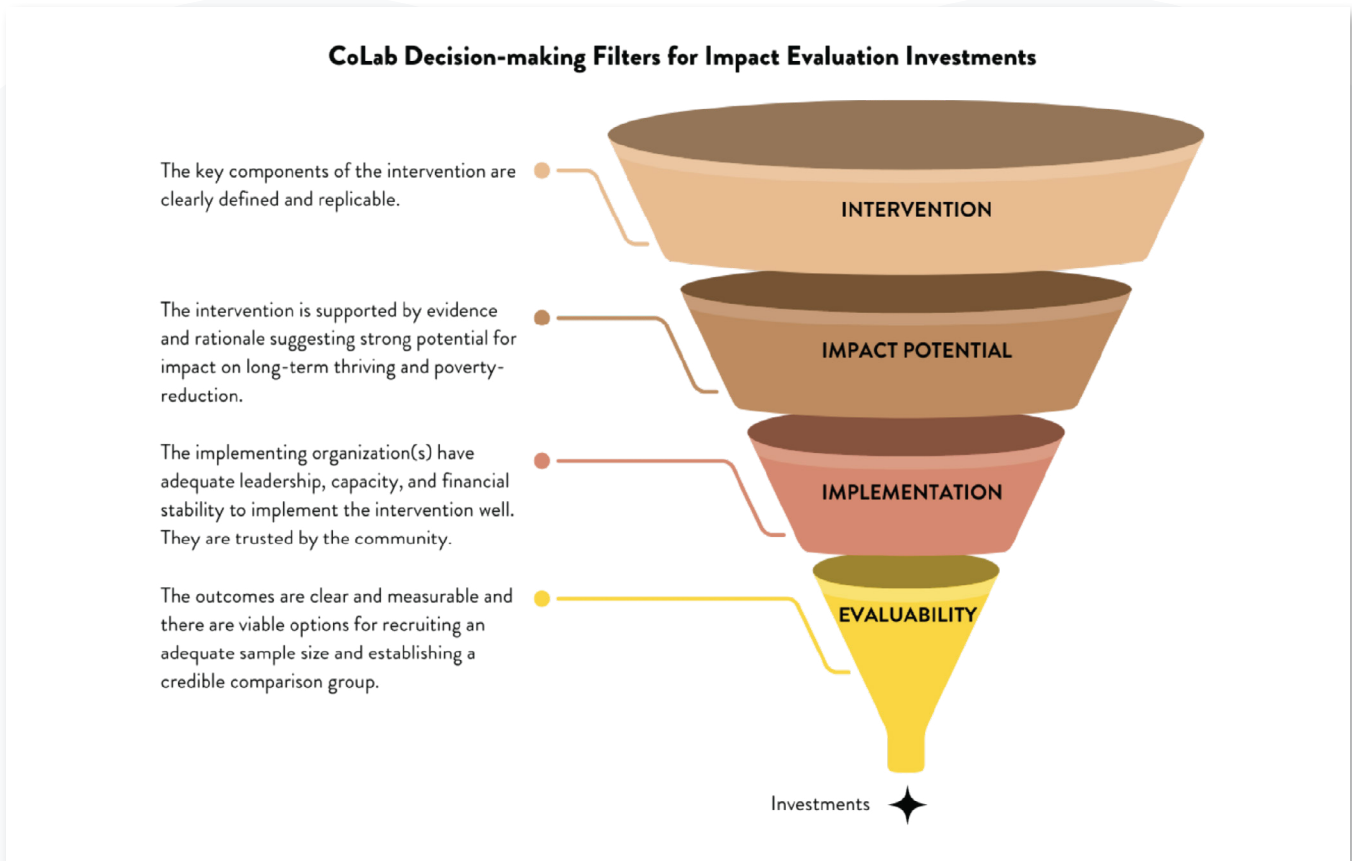 CoLab Decision-making Filters for Impact Evaluation Investments
The key components of the intervention are
clearly defined and replicable.
INTERVENTION
The intervention is supported by evidence
and rationale suggesting strong potential for
impact on long-term thriving and poverty-
reduction.
IMPACT POTENTIAL
The implementing organization(s) have
adequate leadership, capacity, and financial
stability to implement the intervention well.
They are trusted by the community.
IMPLEMENTATION
The outcomes are clear and measurable and
there are viable options for recruiting an
adequate sample size and establishing a
credible comparison group.
EVALUABILITY
Investments